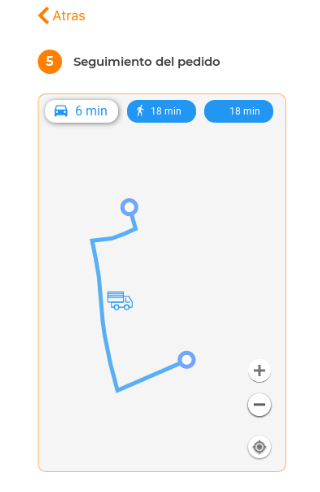 Atras
5 Seguimiento del pedido
6 min 18 min 18 min